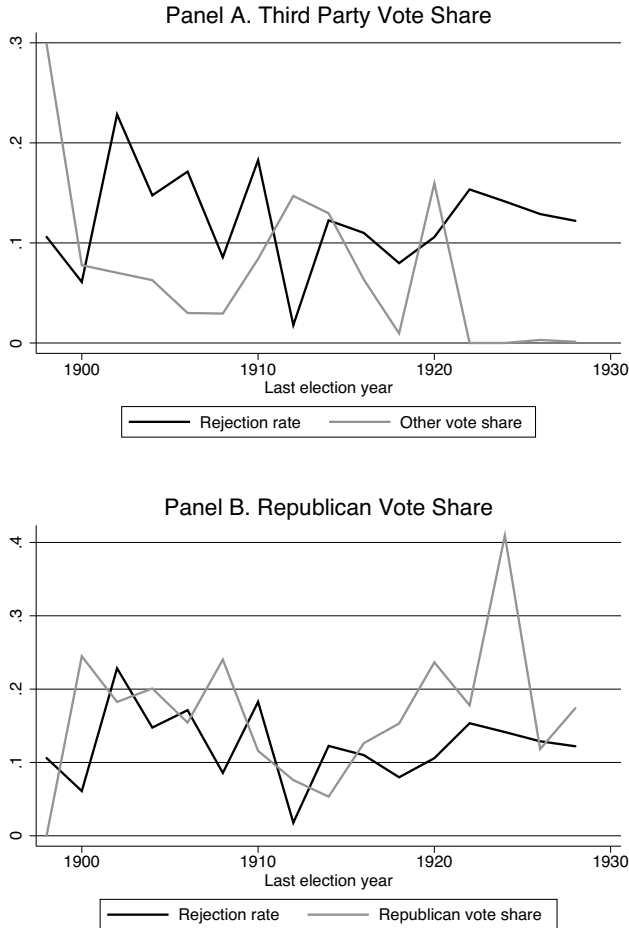 Panel A. Third Party Vote Share
.3
.2
.1
0
1900 1910 1920 1930
Last election year
Rejection rate Other vote share
Panel B. Republican Vote Share
.4
.3
.2
.1
0
1900 1910 1920 1930
Last election year
Rejection rate Republican vote share